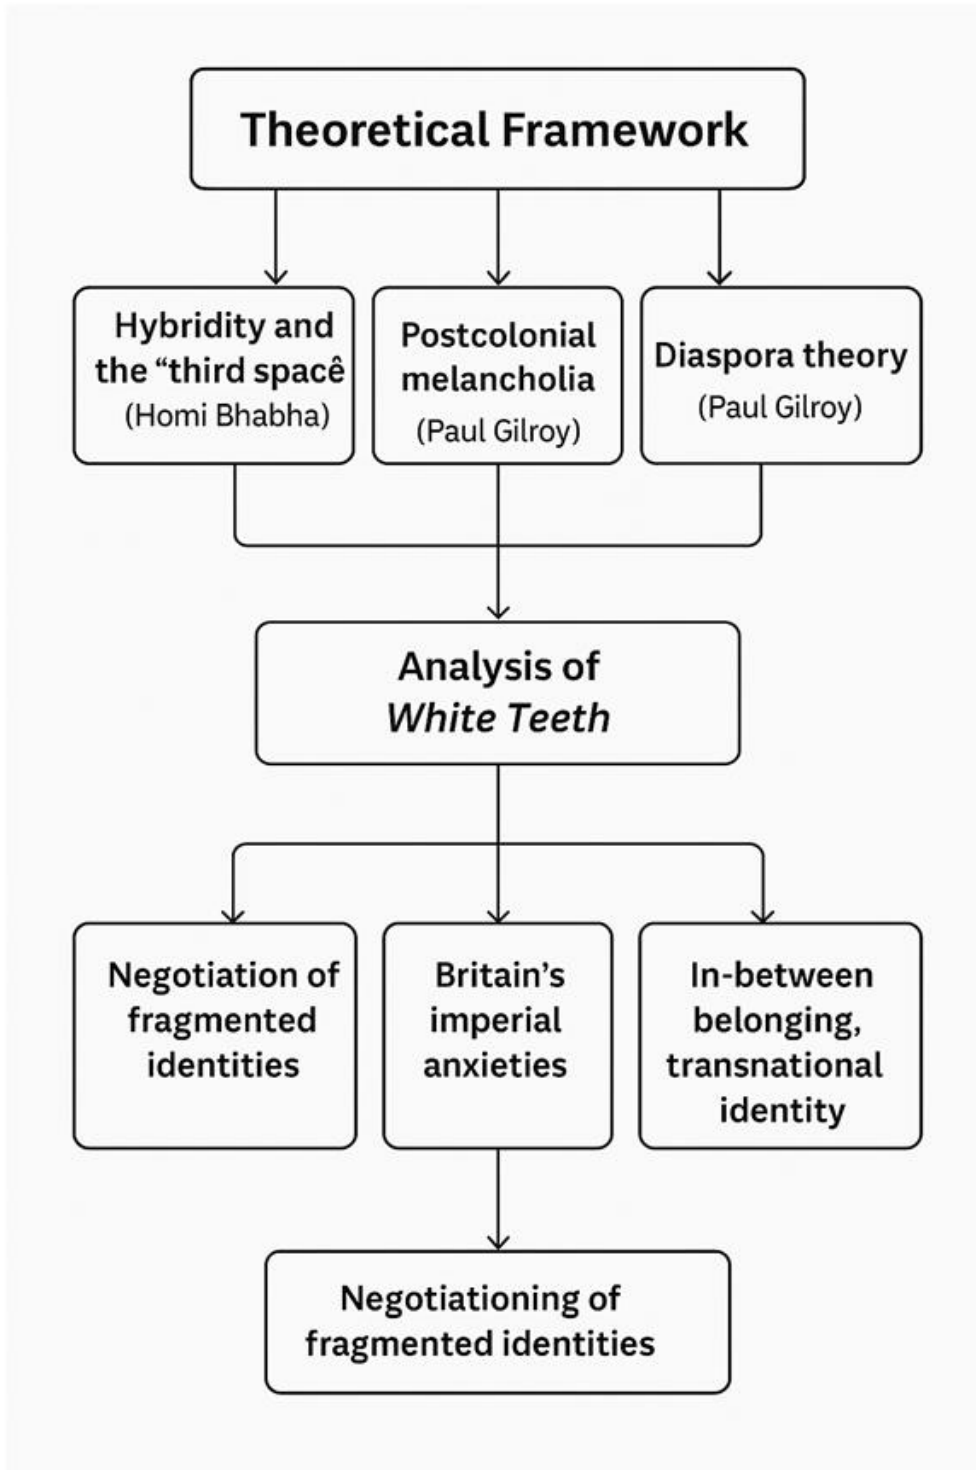 Theoretical Framework
Hybridity and
the “third spacê
(Homi Bhabha)
Postcolonial
melancholia
(Paul Gilroy)
Diaspora theory
(Paul Gilroy)
Analysis of
White Teeth
Negotiation of
fragmented
identities
Britain’s
imperial
anxieties
In-between
belonging,
transnational
identity
Negotiationing of
fragmented identities